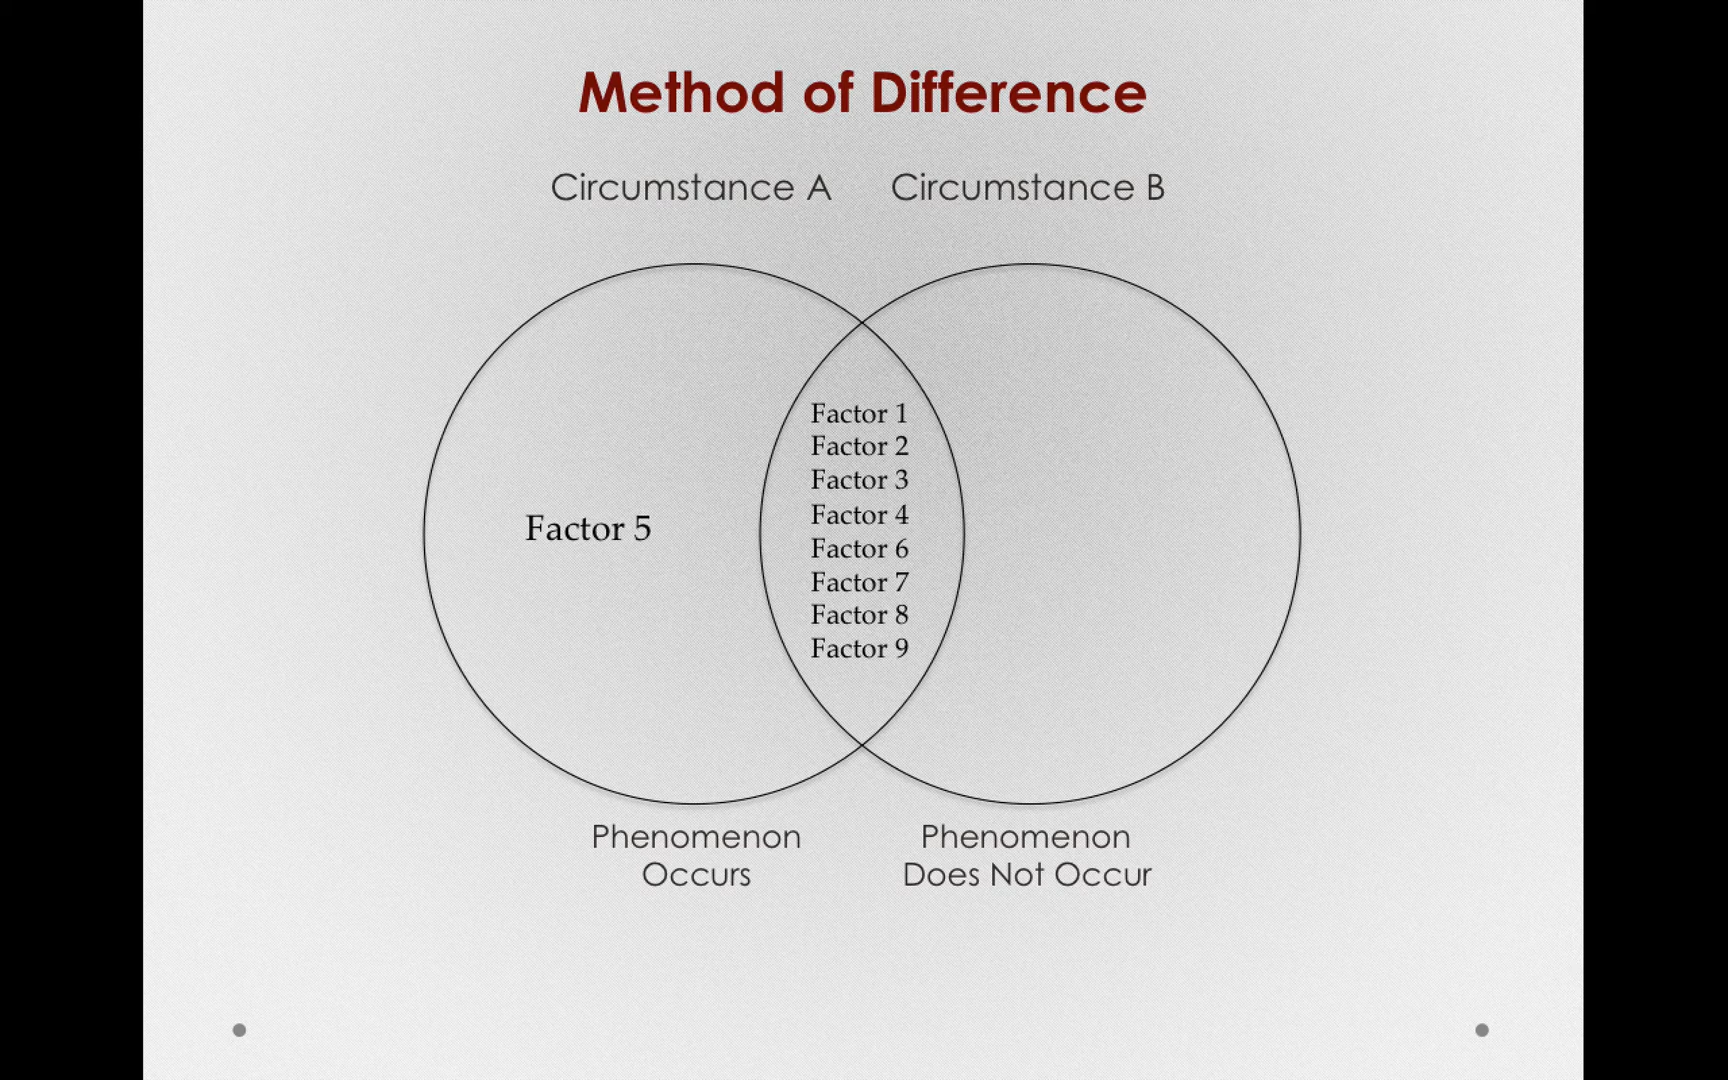 Method of Difference
Circumstance A
Circumstance B
Factor 5
Factor 1
Factor 2
Factor 3
Factor 4
Factor 6
Factor 7
Factor 8
Factor 9
Phenomenon
Occurs
Phenomenon
Does Not Occur